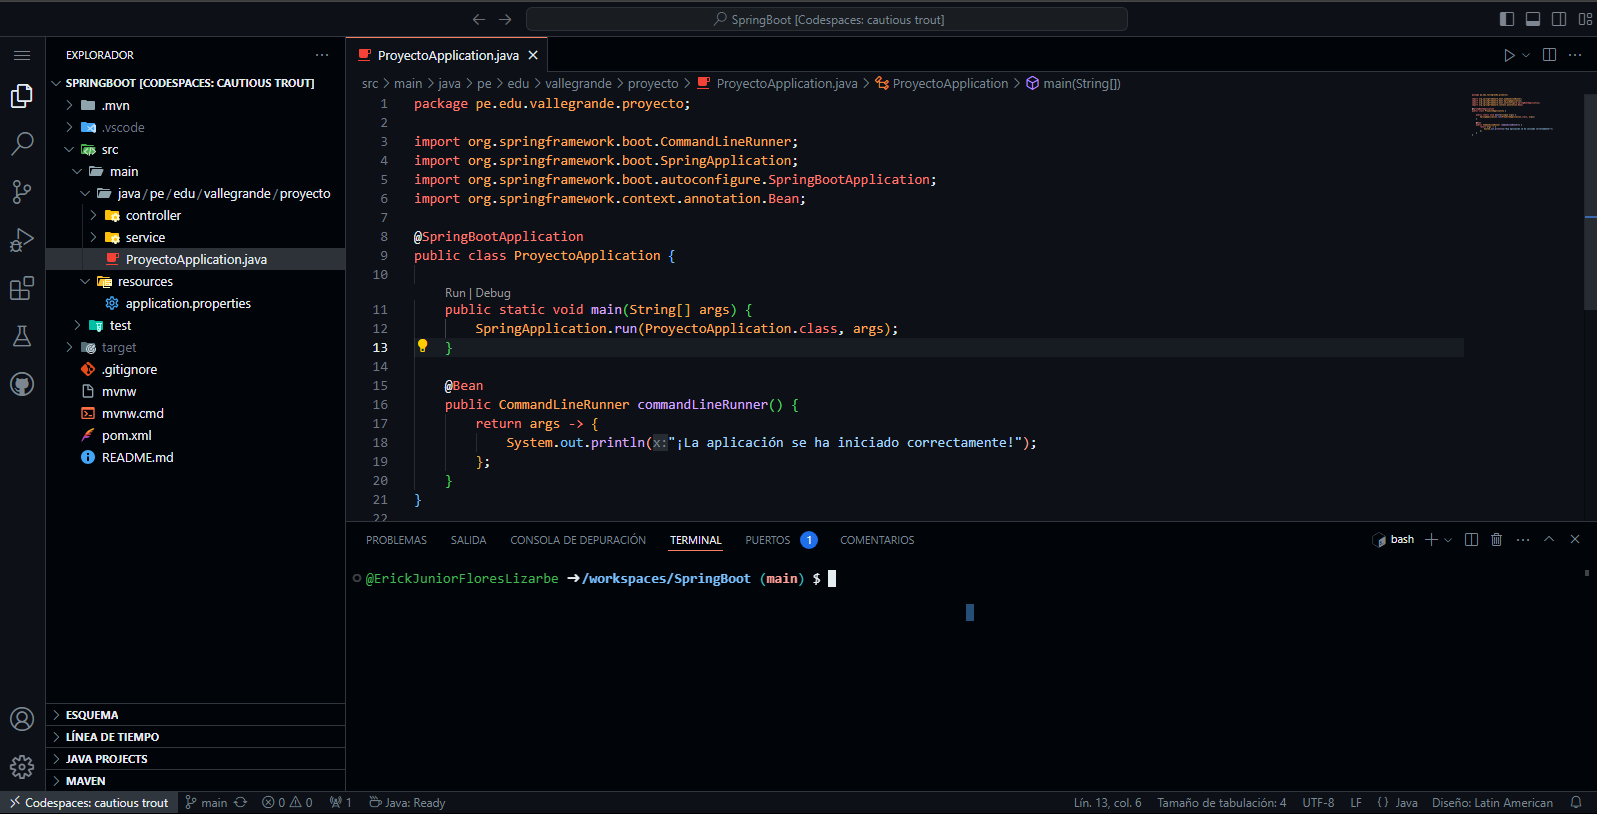 SpringBoot [Codespaces: cautious trout]
EXPLORADOR
SPRINGBOOT [CODESPACES: CAUTIOUS TROUT]
.mvn
.vscode
src
main
java/pe/edu/vallegrande/proyecto
controller
service
ProyectoApplication.java
resources
application.properties
test
target
.gitignore
mvnw
mvnw.cmd
pom.xml
README.md
ESQUEMA
LÍNEA DE TIEMPO
JAVA PROJECTS
MAVEN
ProyectoApplication.java
src > main > java > pe > edu > vallegrande > proyecto > ProyectoApplication.java > ProyectoApplication > main(String[])
1 package pe.edu.vallegrande.proyecto;
2
3 import org.springframework.boot.CommandLineRunner;
4 import org.springframework.boot.SpringApplication;
5 import org.springframework.boot.autoconfigure.SpringBootApplication;
6 import org.springframework.context.annotation.Bean;
7
8 @SpringBootApplication
9 public class ProyectoApplication {
10
Run | Debug
11 public static void main(String[] args) {
12 SpringApplication.run(ProyectoApplication.class, args);
13 }
14
15 @Bean
16 public CommandLineRunner commandLineRunner() {
17 return args -> {
18 System.out.println(x:"¡La aplicación se ha iniciado correctamente!");
19 };
20 }
21 }
22
PROBLEMAS SALIDA CONSOLA DE DEPURACIÓN TERMINAL PUERTOS 1 COMENTARIOS
bash
@ErickJuniorFloresLizarbe ➜/workspaces/SpringBoot (main) $
Codespaces: cautious trout main 0 0 1 Java: Ready
Lín. 13, col. 6 Tamaño de tabulación: 4 UTF-8 LF {} Java Diseño: Latin American